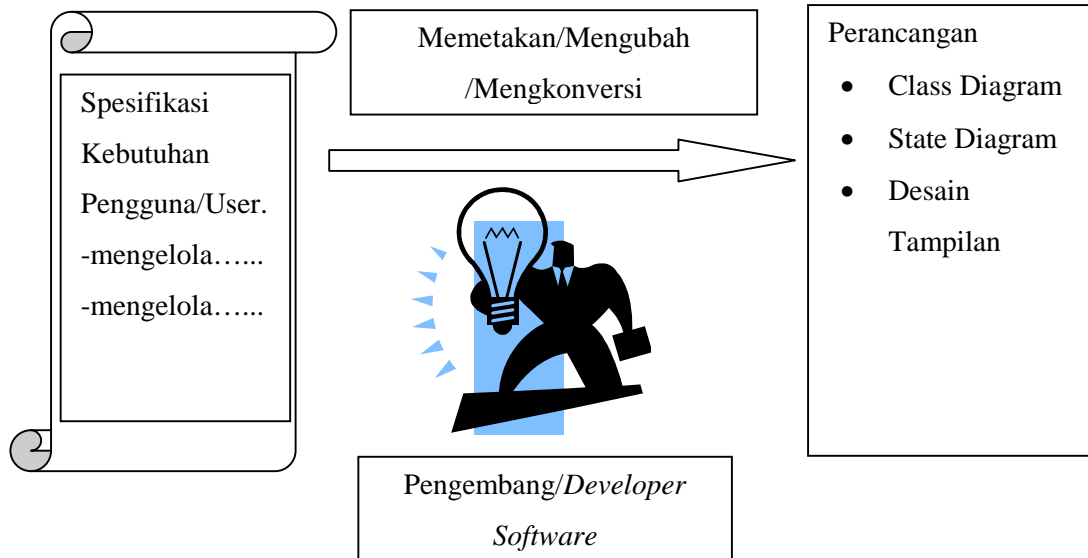 Spesifikasi
Kebutuhan
Pengguna/User.
-mengelola…...
-mengelola…...
Memetakan/Mengubah
/Mengkonversi
Pengembang/Developer
Software
Perancangan
• Class Diagram
• State Diagram
• Desain
Tampilan